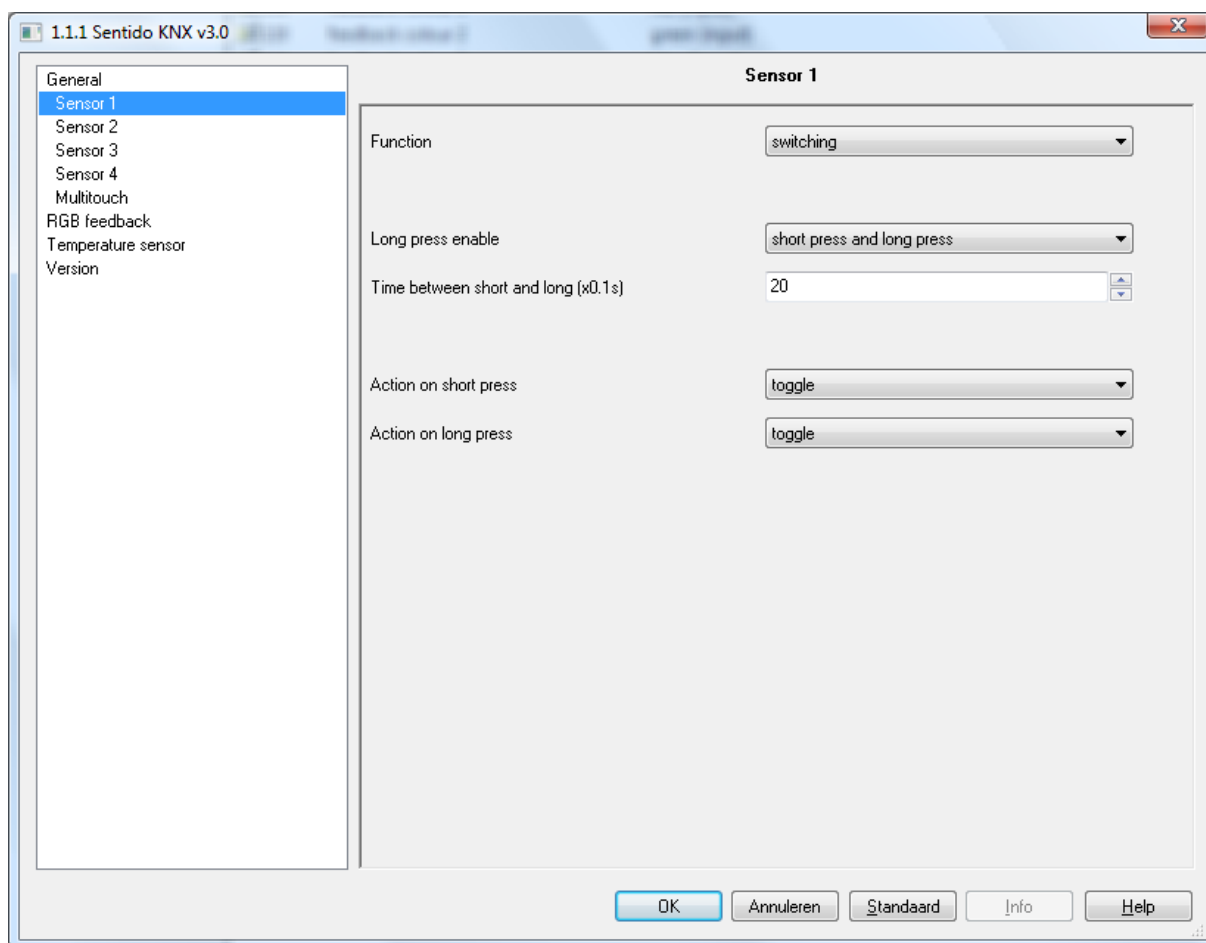 1.1.1 Sentido KNX v3.0
General
Sensor 1
Sensor 2
Sensor 3
Sensor 4
Multitouch
RGB feedback
Temperature sensor
Version
Sensor 1
Function
switching
Long press enable
short press and long press
Time between short and long (x0.1s)
20
Action on short press
toggle
Action on long press
toggle
OK
Annuleren
Standaard
Info
Help